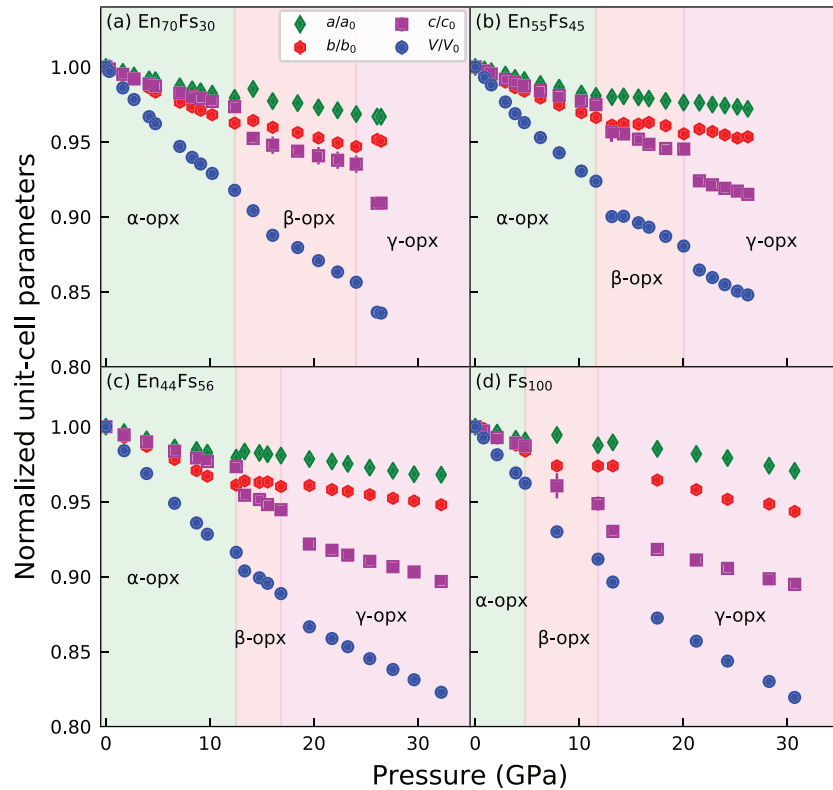 (a) En₇₀Fs₃₀
a/a₀
b/b₀
c/c₀
V/V₀
(b) En₅₅Fs₄₅
1.00
0.95
0.90
0.85
0.80
α-opx
β-opx
γ-opx
α-opx
β-opx
γ-opx
(c) En₄₄Fs₅₆
(d) Fs₁₀₀
1.00
0.95
0.90
0.85
0.80
α-opx
β-opx
γ-opx
α-opx
β-opx
γ-opx
0
10
20
30
0
10
20
30
Normalized unit-cell parameters
Pressure (GPa)